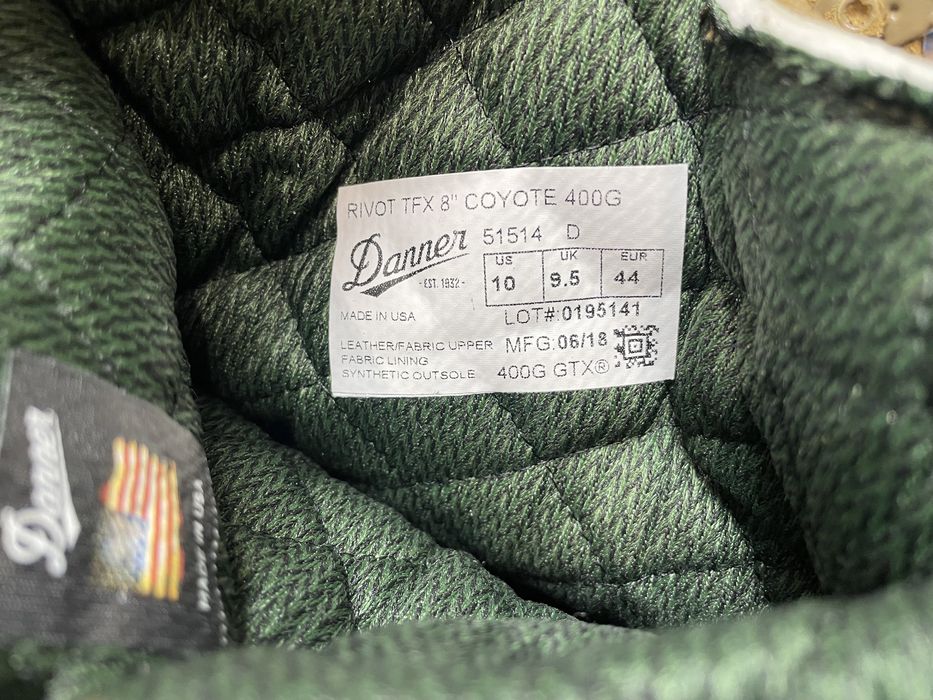 RIVOT TFX 8" COYOTE 400G
Danner
- EST. 1932 -
51514 D
US UK EUR
10 9.5 44
MADE IN USA
LOT#:0195141
LEATHER/FABRIC UPPER
FABRIC LINING
SYNTHETIC OUTSOLE
MFG:06/18
400G GTX®
Danner
MADE IN USA